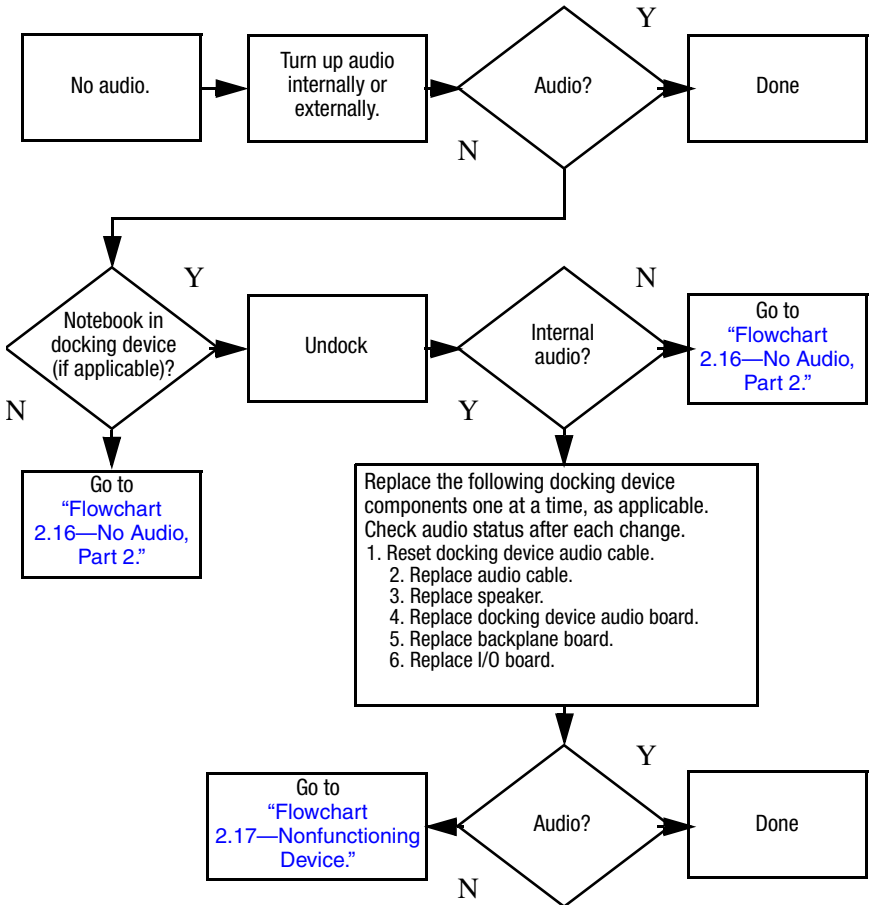 Y
No audio.
Turn up audio
internally or
externally.
Audio?
Done
N
Y
N
Notebook in
docking device
(if applicable)?
Undock
Internal
audio?
Go to
“Flowchart
2.16—No Audio,
Part 2.”
N
Y
Go to
“Flowchart
2.16—No Audio,
Part 2.”
Replace the following docking device
components one at a time, as applicable.
Check audio status after each change.
1. Reset docking device audio cable.
2. Replace audio cable.
3. Replace speaker.
4. Replace docking device audio board.
5. Replace backplane board.
6. Replace I/O board.
Y
Go to
“Flowchart
2.17—Nonfunctioning
Device.”
Audio?
Done
N